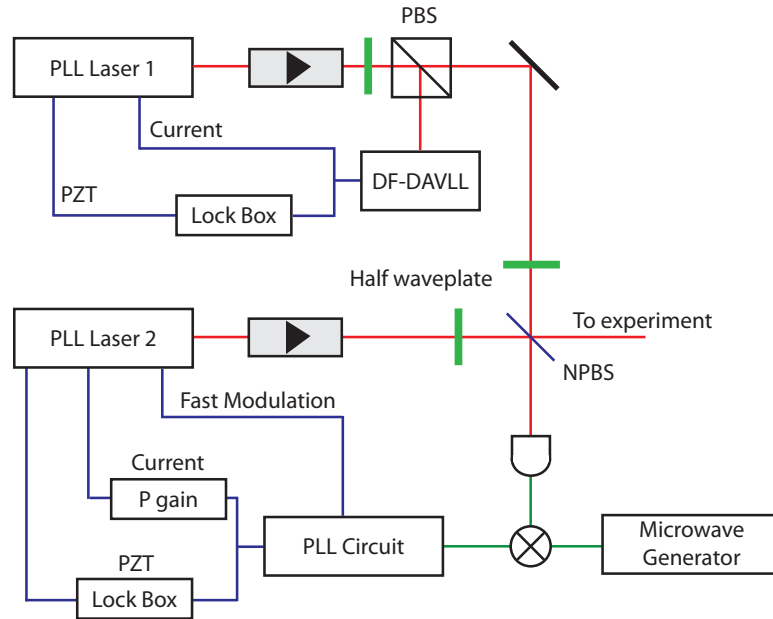 PBS
PLL Laser 1
Current
DF-DAVLL
PZT
Lock Box
Half waveplate
To experiment
PLL Laser 2
NPBS
Fast Modulation
Current
P gain
PLL Circuit
Microwave
Generator
PZT
Lock Box